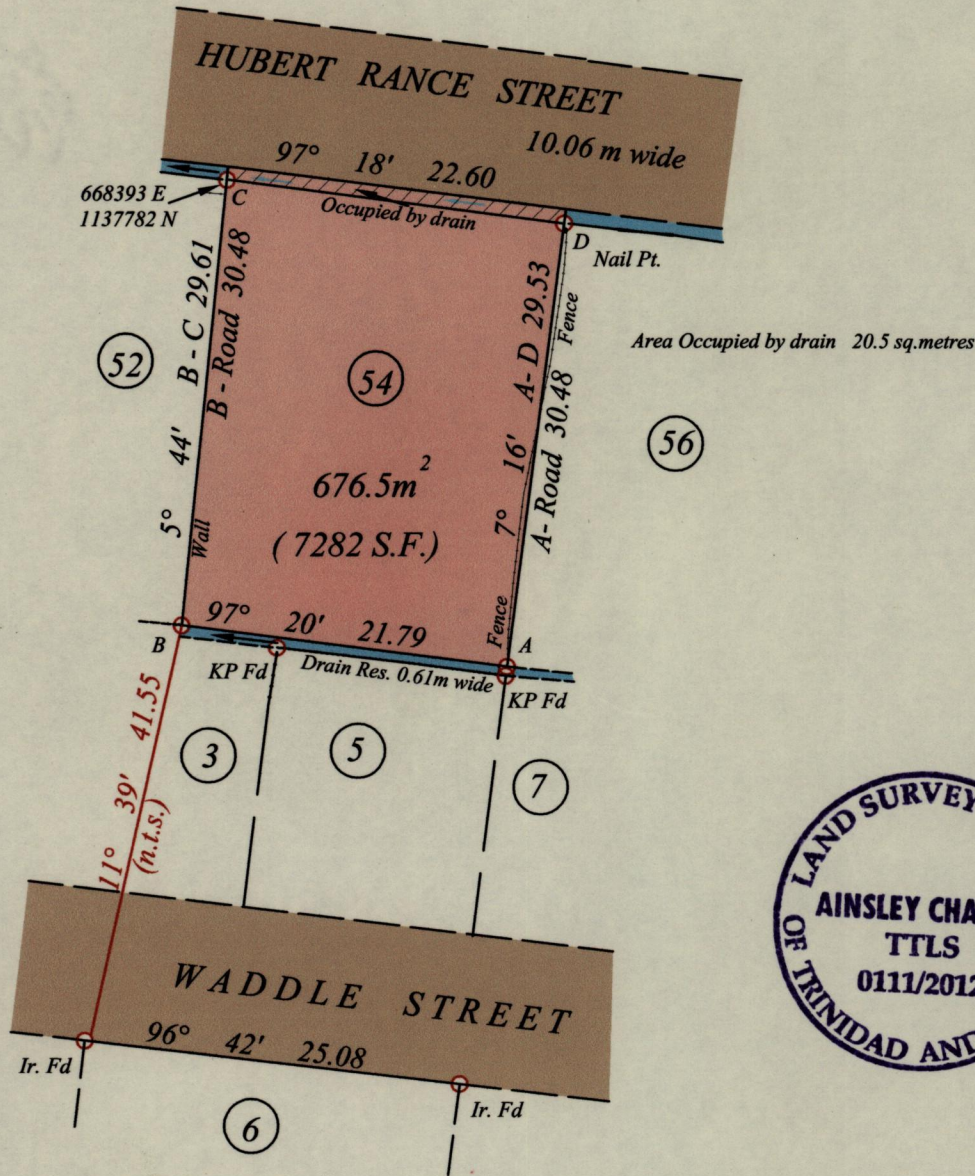 HUBERT RANCE STREET
10.06 m wide
97° 18' 22.60
668393 E
1137782 N
C
Occupied by drain
D
Nail Pt.
B - C 29.61
B - Road 30.48
A- D 29.53
Fence
Area Occupied by drain 20.5 sq.metres
52
54
A- Road 30.48
56
5° 44'
7° 16'
676.5m²
( 7282 S.F.)
Wall
Fence
97° 20' 21.79
B
A
KP Fd
Drain Res. 0.61m wide
KP Fd
11° 39' 41.55
(n.t.s.)
3
5
7
LAND SURVEY
AINSLEY
TTLS
0111/2012
OF TRINIDAD AND
WADDLE STREET
96° 42' 25.08
Ir. Fd
Ir. Fd
6